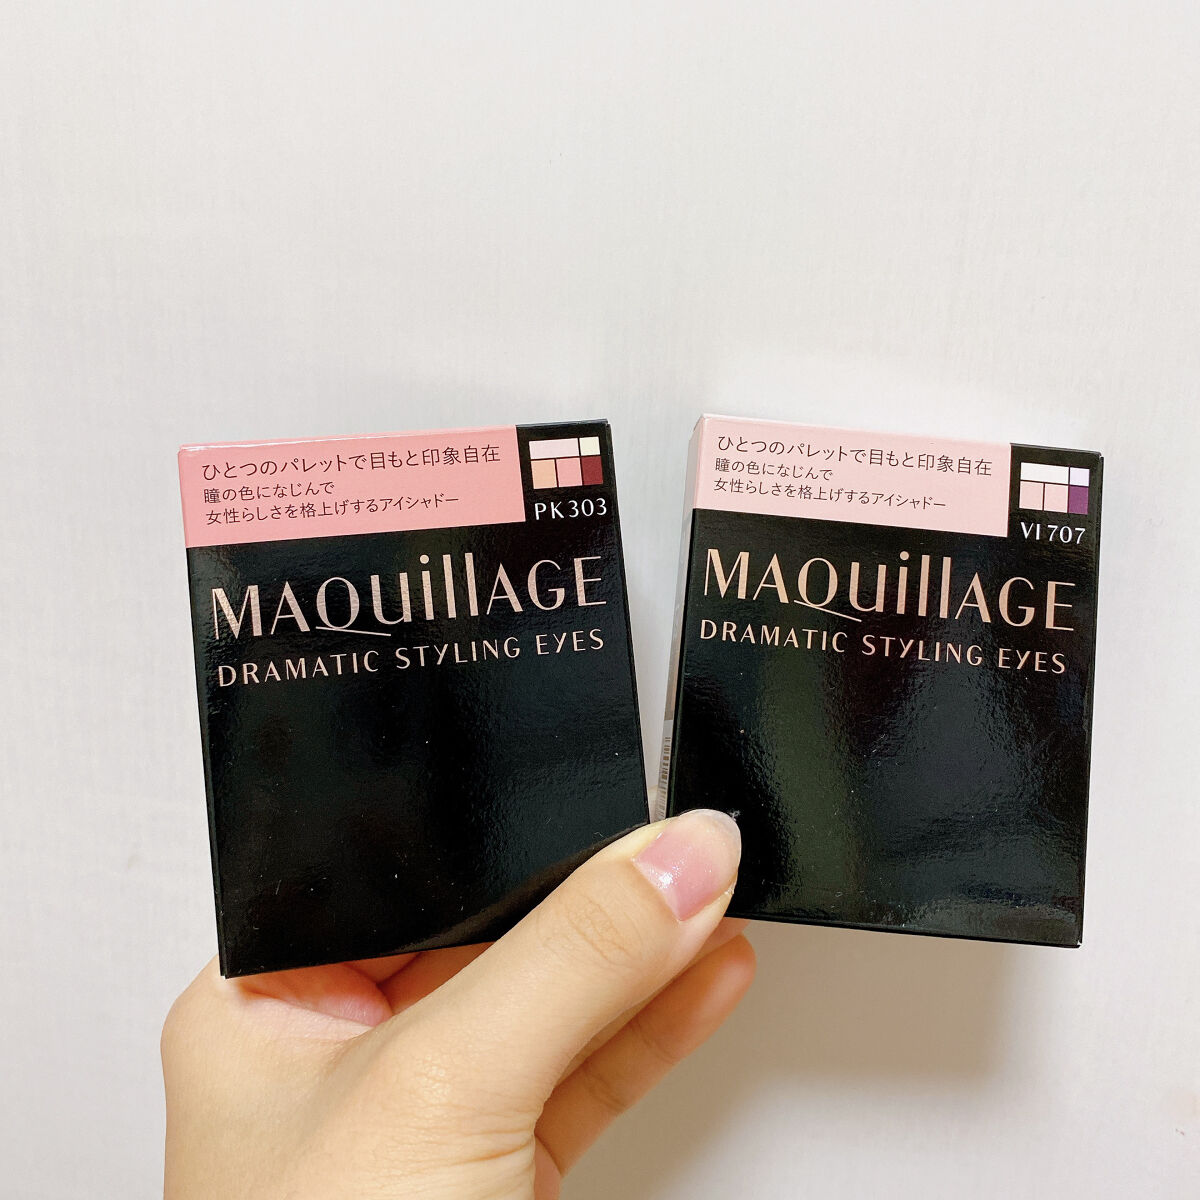 ひとつのパレットで目もと印象自在
瞳の色になじんで
女性らしさを格上げするアイシャドー
PK303
MAQuillAGE
DRAMATIC STYLING EYES
ひとつのパレットで目もと印象自在
瞳の色になじんで
女性らしさを格上げするアイシャドー
VI707
MAQuillAGE
DRAMATIC STYLING EYES